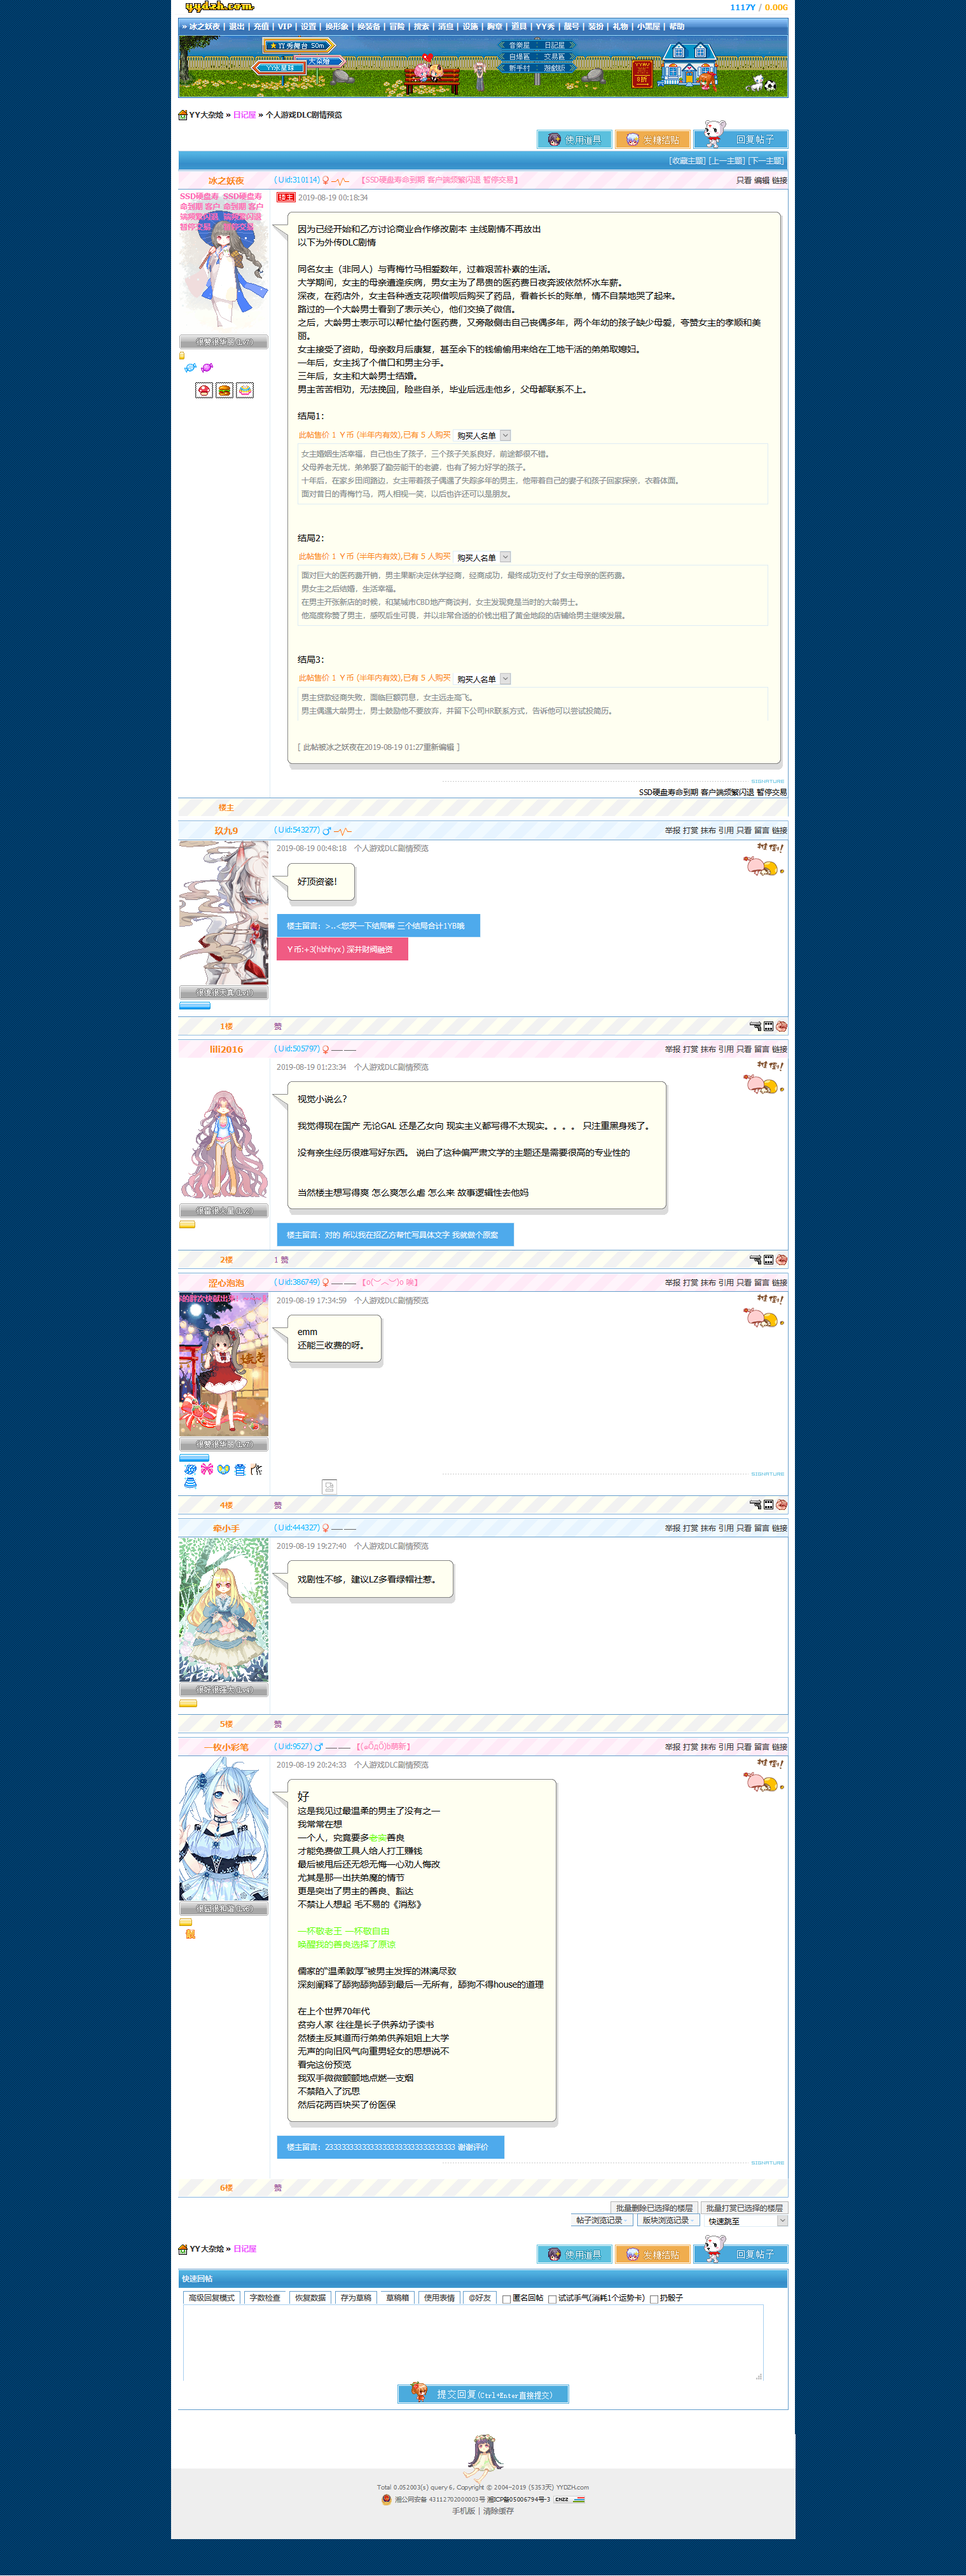 yydzh.com
1117Y / 0.00G
» 冰之妖夜 | 退出 | 充值 | VIP | 设置 | 换形象 | 换装备 | 冒险 | 搜索 | 消息 | 设施 | 胸章 | 道具 | YY秀 | 靓号 | 装扮 | 礼物 | 小黑屋 | 帮助
YY大杂烩 » 日记屋 » 个人游戏DLC剧情预览
使用道具 发糖结贴 回复帖子
[收藏主题] [上一主题] [下一主题]
冰之妖夜
(Uid:310114)
【SSD硬盘寿命到期 客户端频繁闪退 暂停交易】
只看 编辑 链接
楼主 2019-08-19 00:18:34
因为已经开始和乙方讨论商业合作修改剧本 主线剧情不再放出
以下为外传DLC剧情
同名女主（非同人）与青梅竹马相爱数年，过着艰苦朴素的生活。
大学期间，女主的母亲遭逢疾病，男女主为了昂贵的医药费日夜奔波依然杯水车薪。
深夜，在药店外，女主各种透支花呗借呗后购买了药品，看着长长的账单，情不自禁地哭了起来。
路过的一个大龄男士看到了表示关心，他们交换了微信。
之后，大龄男士表示可以帮忙垫付医药费，又旁敲侧击自己丧偶多年，两个年幼的孩子缺少母爱，夸赞女主的孝顺和美
丽。
女主接受了资助，母亲数月后康复，甚至余下的钱偷偷用来给在工地干活的弟弟取媳妇。
一年后，女主找了个借口和男主分手。
三年后，女主和大龄男士结婚。
男主苦苦相劝，无法挽回，险些自杀，毕业后远走他乡，父母都联系不上。
结局1：
此帖售价 1 Y币 (半年内有效),已有 5 人购买 购买人名单
女主婚姻生活幸福，自己也生了孩子，三个孩子关系良好，前途都很不错。
父母养老无忧，弟弟娶了勤劳能干的老婆，也有了努力好学的孩子。
十年后，在家乡田间路边，女主带着孩子偶遇了失踪多年的男主，他带着自己的妻子和孩子回家探亲，衣着体面。
面对昔日的青梅竹马，两人相视一笑，以后也许还可以是朋友。
结局2：
此帖售价 1 Y币 (半年内有效),已有 5 人购买 购买人名单
面对巨大的医药费开销，男主果断决定休学经商，经商成功，最终成功支付了女主母亲的医药费。
男女主之后结婚，生活幸福。
在男主开张新店的时候，和某城市CBD地产商谈判，女主发现竟是当时的大龄男士。
他高度称赞了男主，感叹后生可畏，并以非常合适的价钱出租了黄金地段的店铺给男主继续发展。
结局3：
此帖售价 1 Y币 (半年内有效),已有 5 人购买 购买人名单
男主贷款经商失败，面临巨额罚息，女主远走高飞。
男主偶遇大龄男士，男士鼓励他不要放弃，并留下公司HR联系方式，告诉他可以尝试投简历。
[ 此帖被冰之妖夜在2019-08-19 01:27重新编辑 ]
SIGNATURE
SSD硬盘寿命到期 客户端频繁闪退 暂停交易
楼主
玖九9
(Uid:543277)
举报 打赏 抹布 引用 只看 留言 链接
2019-08-19 00:48:18 个人游戏DLC剧情预览
好顶资瓷！
楼主留言：>...<您买一下结局嘛 三个结局合计1YB哦
Y币:+3(hbhhyx) 深井财阀融资
1楼 赞
lili2016
(Uid:505797)
举报 打赏 抹布 引用 只看 留言 链接
2019-08-19 01:23:34 个人游戏DLC剧情预览
视觉小说么？
我觉得现在国产 无论GAL 还是乙女向 现实主义都写得不太现实。。。。 只注重黑身残了。
没有亲生经历很难写好东西。 说白了这种偏严肃文学的主题还是需要很高的专业性的
当然楼主想写得爽 怎么爽怎么虐 怎么来 故事逻辑性去他妈
楼主留言：对的 所以我在招乙方帮忙写具体文字 我就做个原案
2楼 1 赞
涩心泡泡
(Uid:386749)
举报 打赏 抹布 引用 只看 留言 链接
2019-08-19 17:34:59 个人游戏DLC剧情预览
emm
还能三收费的呀。
SIGNATURE
4楼 赞
牵小手
(Uid:444327)
举报 打赏 抹布 引用 只看 留言 链接
2019-08-19 19:27:40 个人游戏DLC剧情预览
戏剧性不够，建议LZ多看绿帽社惹。
5楼 赞
一枚小彩笔
(Uid:9527)
举报 打赏 抹布 引用 只看 留言 链接
2019-08-19 20:24:33 个人游戏DLC剧情预览
好
这是我见过最温柔的男主了没有之一
我常常在想
一个人，究竟要多老实善良
才能免费做工具人给人打工赚钱
最后被甩后还无怨无悔一心劝人悔改
尤其是那一出扶弟魔的情节
更是突出了男主的善良、豁达
不禁让人想起 毛不易的《消愁》
一杯敬老王 一杯敬自由
唤醒我的善良选择了原谅
儒家的“温柔敦厚”被男主发挥的淋漓尽致
深刻阐释了舔狗舔狗舔到最后一无所有，舔狗不得house的道理
在上个世界70年代
贫穷人家 往往是长子供养幼子读书
然楼主反其道而行弟弟供养姐姐上大学
无声的向旧风气向重男轻女的思想说不
看完这份预览
我双手微微颤颤地点燃一支烟
不禁陷入了沉思
然后花两百块买了份医保
SIGNATURE
6楼 赞
批量删除已选择的楼层 批量打赏已选择的楼层
帖子浏览记录 版块浏览记录 快速跳至
YY大杂烩 » 日记屋
使用道具 发糖结贴 回复帖子
快速回帖
高级回复模式 字数检查 恢复数据 存为草稿 草稿箱 使用表情 @好友 匿名回帖 试试手气(消耗1个运势卡) 扔骰子
提交回复(Ctrl+Enter直接提交)
Total 0.052003(s) query 6, Copyright © 2004-2019 (5353天) YYDZH.com
湘公网安备 43112702000003号 湘ICP备05006794号-3
手机版 | 清除缓存